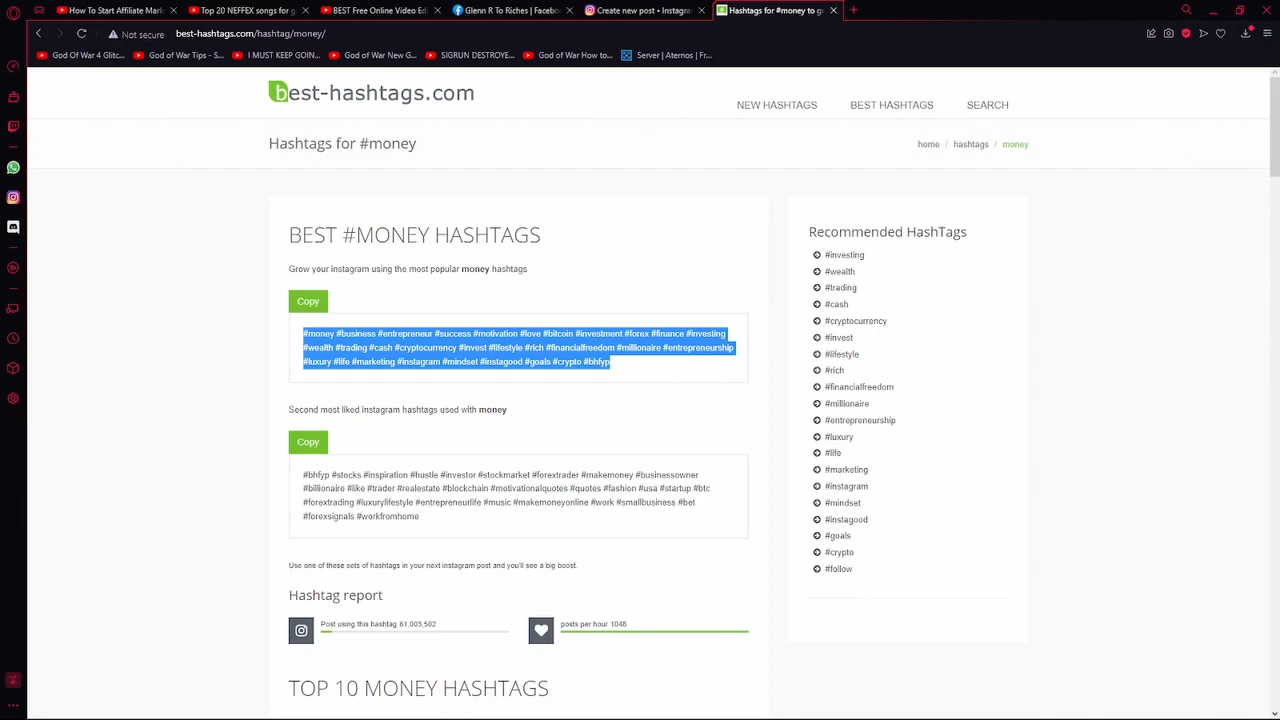 How To Start Affiliate Mark
Top 20 NEFFEX songs for g
BEST Free Online Video Ed
Glenn R To Riches | Facebo
Create new post • Instagra
Hashtags for #money to g
Not secure
best-hashtags.com/hashtag/money/
God Of War 4 Glitc...
God of War Tips - S...
I MUST KEEP GOIN...
God of War New G...
SIGRUN DESTROYE...
God of War How to...
Server | Aternos | Fr...
best-hashtags.com
NEW HASHTAGS
BEST HASHTAGS
SEARCH
Hashtags for #money
home / hashtags / money
BEST #MONEY HASHTAGS
Grow your instagram using the most popular money hashtags
Copy
#money #business #entrepreneur #success #motivation #love #bitcoin #investment #forex #finance #investing
#wealth #trading #cash #cryptocurrency #invest #lifestyle #rich #financialfreedom #millionaire #entrepreneurship
#luxury #life #marketing #instagram #mindset #instagood #goals #crypto #bhfyp
Second most liked instagram hashtags used with money
Copy
#bhfyp #stocks #inspiration #hustle #investor #stockmarket #forextrader #makemoney #businessowner
#billionaire #like #trader #realestate #blockchain #motivationalquotes #quotes #fashion #usa #startup #btc
#forextrading #luxurylifestyle #entrepreneurlife #music #makemoneyonline #work #smallbusiness #bet
#forexsignals #workfromhome
Use one of these sets of hashtags in your next instagram post and you'll see a big boost.
Hashtag report
Post using this hashtag 61,003,502
posts per hour 1048
TOP 10 MONEY HASHTAGS
Recommended HashTags
#investing
#wealth
#trading
#cash
#cryptocurrency
#invest
#lifestyle
#rich
#financialfreedom
#millionaire
#entrepreneurship
#luxury
#life
#marketing
#instagram
#mindset
#instagood
#goals
#crypto
#follow